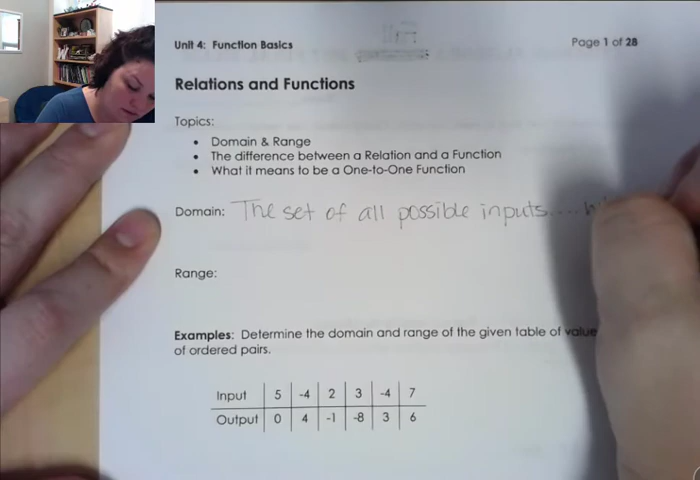 Unit 4: Function Basics
Page 1 of 28
Relations and Functions
Topics:
• Domain & Range
• The difference between a Relation and a Function
• What it means to be a One-to-One Function
Domain: The set of all possible inputs....
Range:
Examples: Determine the domain and range of the given table of value
of ordered pairs.
Input 5 -4 2 3 -4 7
Output 0 4 -1 -8 3 6